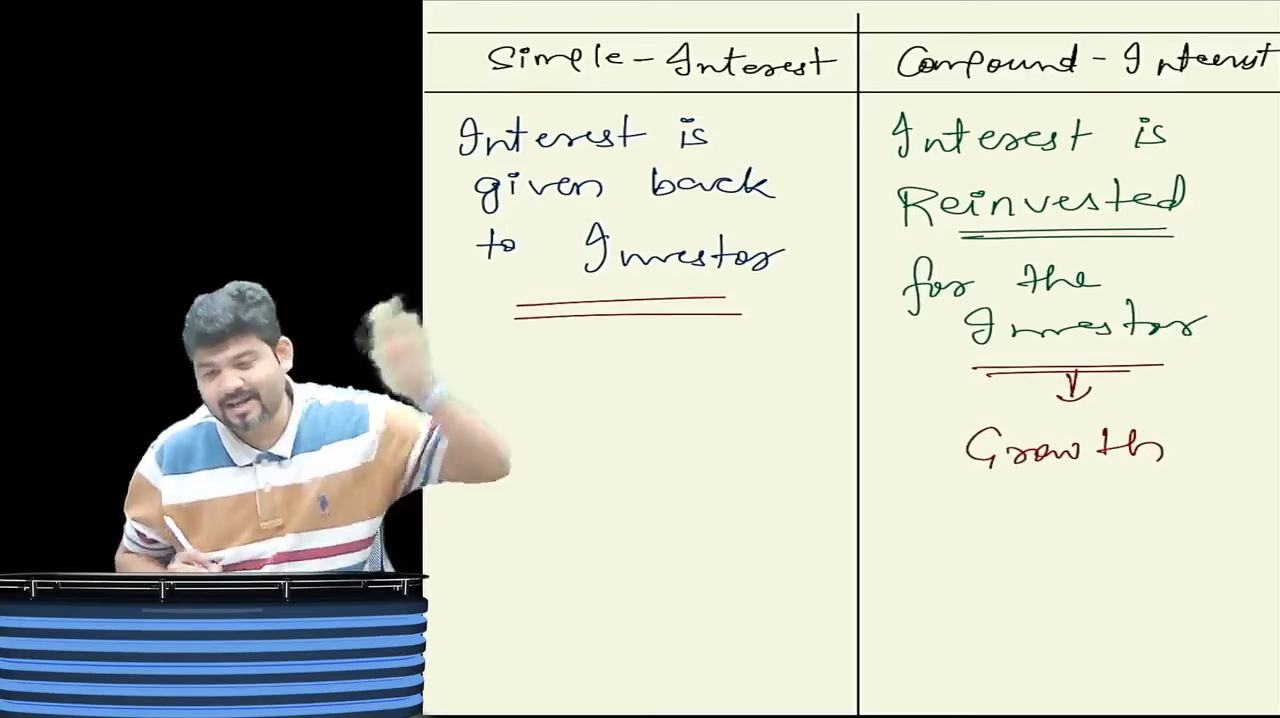 Simple - Interest
Compound - Interest
Interest is
given back
to Investor
Interest is
Reinvested
for the
Investor
Growth